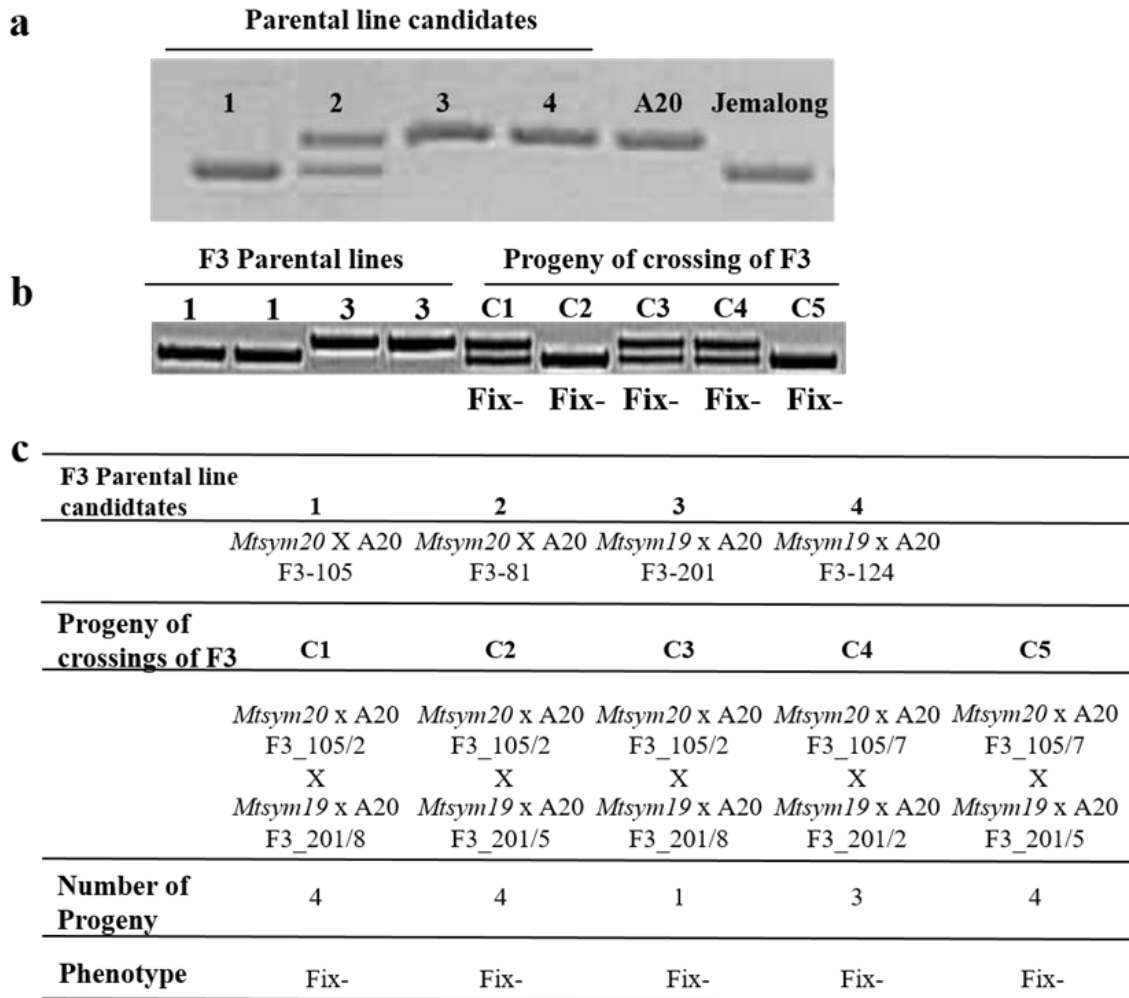 a
Parental line candidates
1 2 3 4 A20 Jemalong
b
F3 Parental lines Progeny of crossing of F3
1 1 3 3 C1 C2 C3 C4 C5
Fix- Fix- Fix- Fix- Fix-
c
F3 Parental line
candidtates 1 2 3 4
Mtsym20 X A20 Mtsym20 X A20 Mtsym19 x A20 Mtsym19 x A20
F3-105 F3-81 F3-201 F3-124
Progeny of
crossings of F3 C1 C2 C3 C4 C5
Mtsym20 x A20 Mtsym20 x A20 Mtsym20 x A20 Mtsym20 x A20 Mtsym20 x A20
F3_105/2 F3_105/2 F3_105/2 F3_105/7 F3_105/7
X X X X X
Mtsym19 x A20 Mtsym19 x A20 Mtsym19 x A20 Mtsym19 x A20 Mtsym19 x A20
F3_201/8 F3_201/5 F3_201/8 F3_201/2 F3_201/5
Number of
Progeny 4 4 1 3 4
Phenotype Fix- Fix- Fix- Fix- Fix-